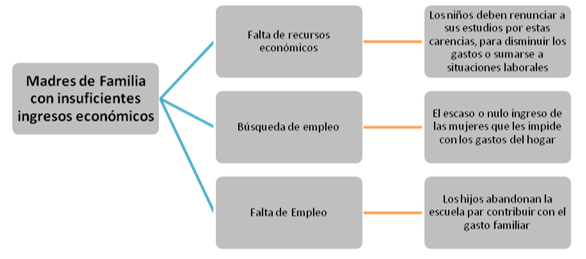 Madres de Familia
con insuficientes
ingresos económicos
Falta de recursos
económicos
Los niños deben renunciar a
sus estudios por estas
carencias, para disminuir los
gastos o sumarse a
situaciones laborales
Búsqueda de empleo
El escaso o nulo ingreso de
las mujeres que les impide
con los gastos del hogar
Falta de Empleo
Los hijos abandonan la
escuela par contribuir con el
gasto familiar